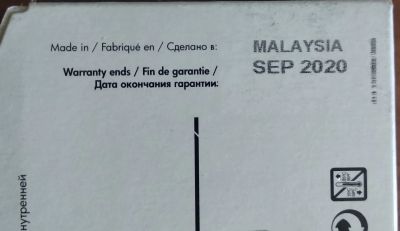 Made in / Fabriqué en / Сделано в: MALAYSIA
Warranty ends / Fin de garantie / SEP 2020
Дата окончания гарантии:
нутренней